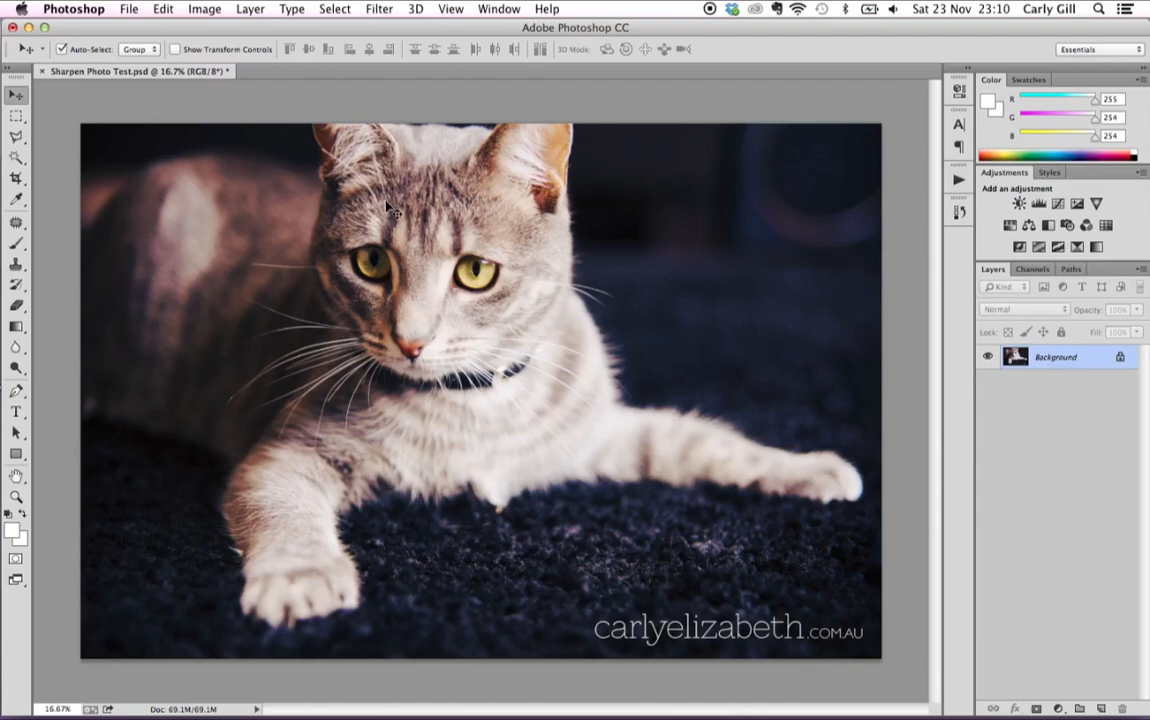 Photoshop File Edit Image Layer Type Select Filter 3D View Window Help Sat 23 Nov 23:10 Carly Gill
Adobe Photoshop CC
Auto-Select: Group Show Transform Controls 3D Mode: Essentials
× Sharpen Photo Test.psd @ 16.7% (RGB/8*) *
Color Swatches
R 255
G 254
B 254
Adjustments Styles
Add an adjustment
Layers Channels Paths
Kind
Normal Opacity: 100%
Lock: Fill: 100%
Background
carlyelizabeth.COM.AU
16.67% Doc: 69.1M/69.1M